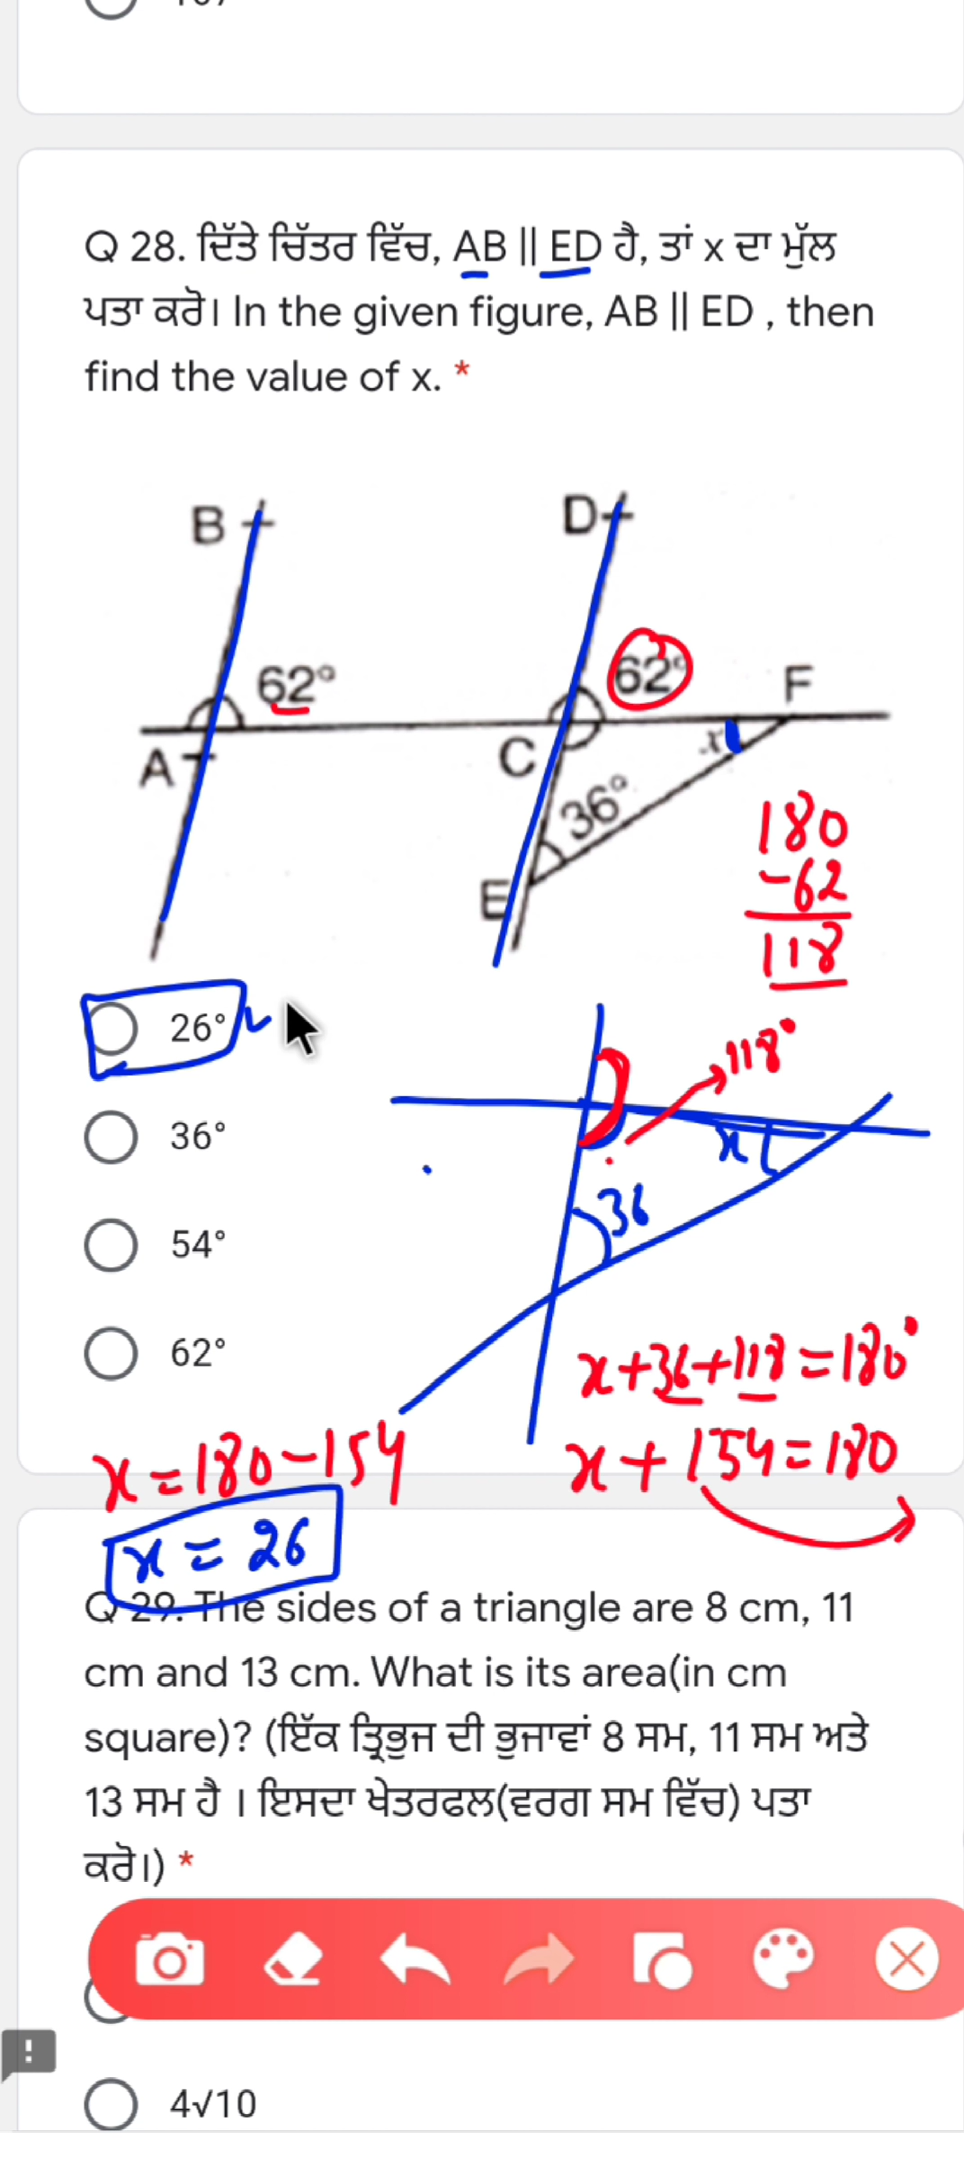 Q 28. ਦਿੱਤੇ ਚਿੱਤਰ ਵਿੱਚ, AB || ED ਹੈ, ਤਾਂ x ਦਾ ਮੁੱਲ
ਪਤਾ ਕਰੋ। In the given figure, AB || ED , then
find the value of x. *
B
D
62°
62°
F
A
C
x
36°
E
180
-62
118
26°
118°
36°
x
36
54°
62°
x+36+118=180°
x=180-154
x+154=180
x = 26
Q 29. The sides of a triangle are 8 cm, 11
cm and 13 cm. What is its area(in cm
square)? (ਇੱਕ ਤ੍ਰਿਭੁਜ ਦੀ ਭੁਜਾਵਾਂ 8 ਸਮ, 11 ਸਮ ਅਤੇ
13 ਸਮ ਹੈ । ਇਸਦਾ ਖੇਤਰਫਲ(ਵਰਗ ਸਮ ਵਿੱਚ) ਪਤਾ
ਕਰੋ।) *
4√10